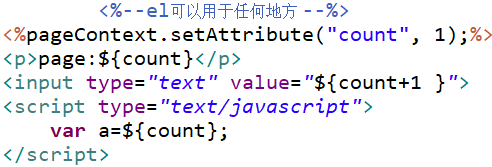 <%--el可以用于任何地方 --%>
<%pageContext.setAttribute("count", 1);%>
<p>page:${count}</p>
<input type="text" value="${count+1 }">
<script type="text/javascript">
    var a=${count};
</script>